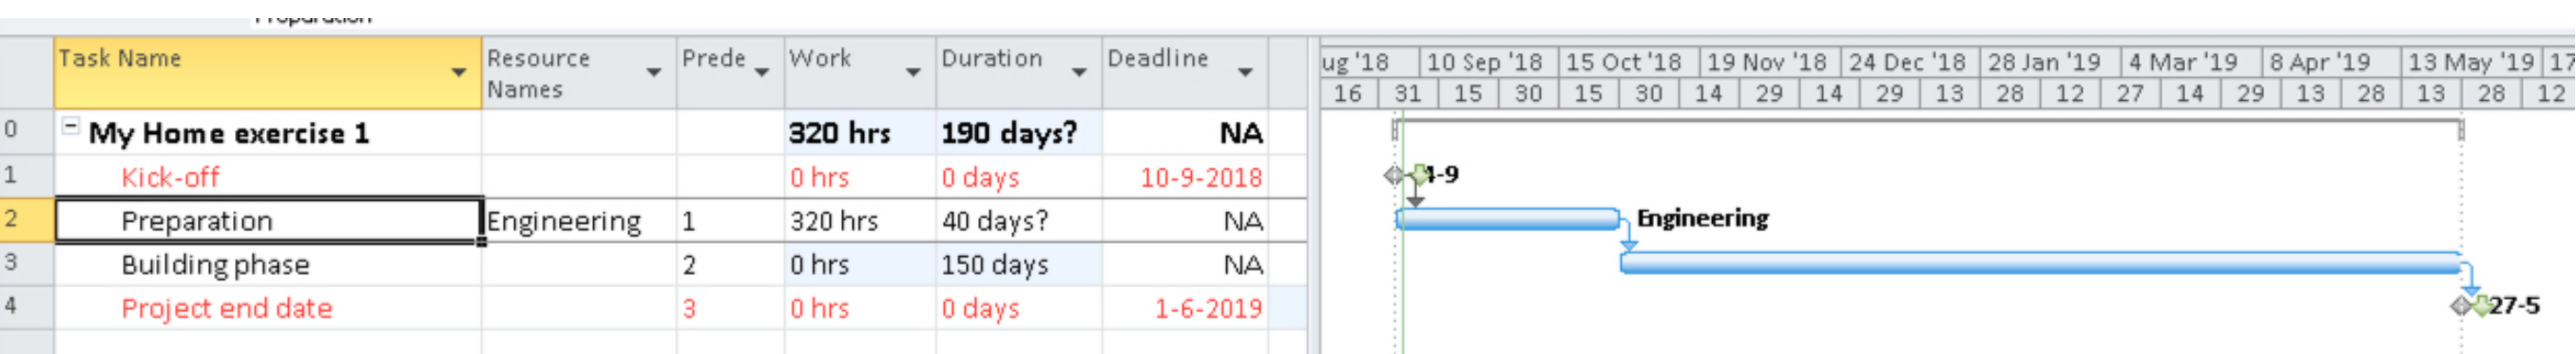 Preparation
Task Name Resource Names Prede Work Duration Deadline
ug '18 10 Sep '18 15 Oct '18 19 Nov '18 24 Dec '18 28 Jan '19 4 Mar '19 8 Apr '19 13 May '19 17
16 31 15 30 15 30 14 29 14 29 13 28 12 27 14 29 13 28 13 28 12
0 My Home exercise 1 320 hrs 190 days? NA
1 Kick-off 0 hrs 0 days 10-9-2018 4-9
2 Preparation Engineering 1 320 hrs 40 days? NA Engineering
3 Building phase 2 0 hrs 150 days NA
4 Project end date 3 0 hrs 0 days 1-6-2019 27-5